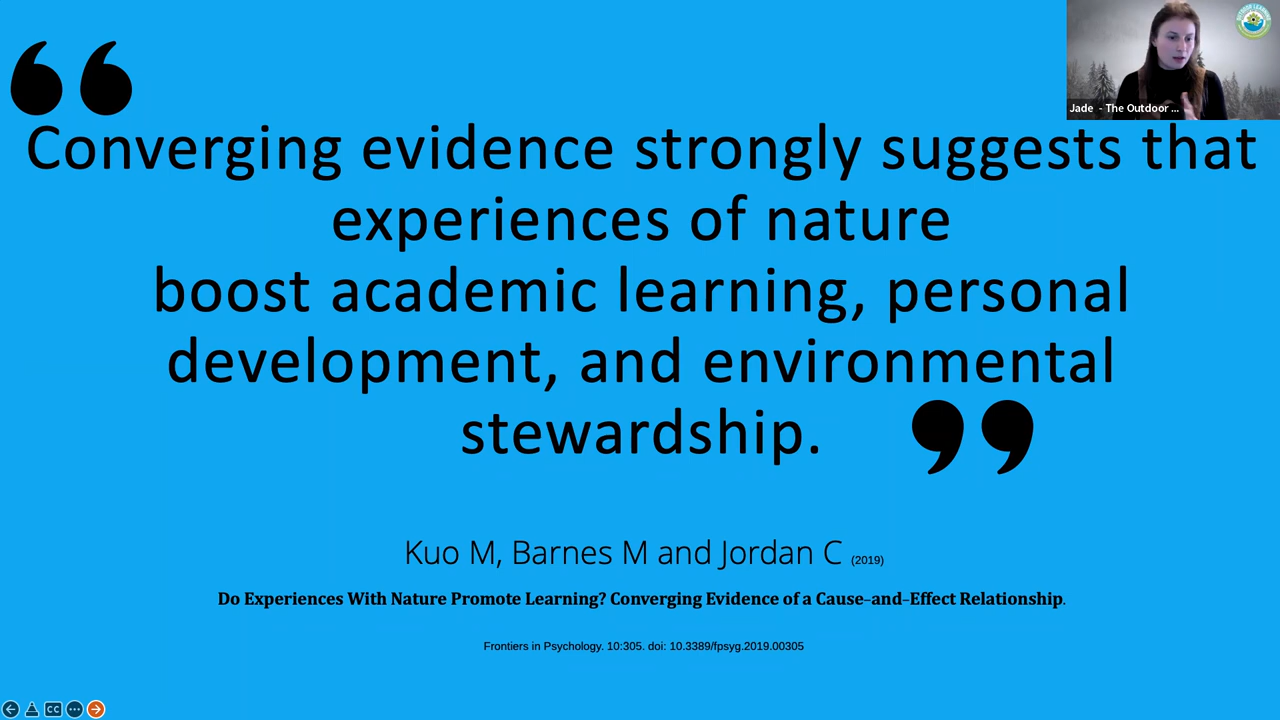 Jade - The Outdoor ...
“
Converging evidence strongly suggests that
experiences of nature
boost academic learning, personal
development, and environmental
stewardship. ”
Kuo M, Barnes M and Jordan C (2019)
Do Experiences With Nature Promote Learning? Converging Evidence of a Cause–and–Effect Relationship.
Frontiers in Psychology. 10:305. doi: 10.3389/fpsyg.2019.00305
CC